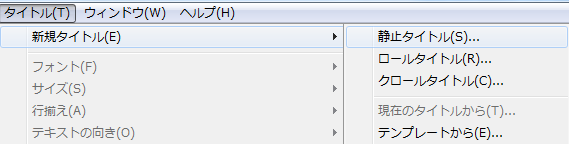 タイトル(T) ウィンドウ(W) ヘルプ(H)
新規タイトル(E)
フォント(F)
サイズ(S)
行揃え(A)
テキストの向き(O)
静止タイトル(S)...
ロールタイトル(R)...
クロールタイトル(C)...
現在のタイトルから(T)...
テンプレートから(E)...